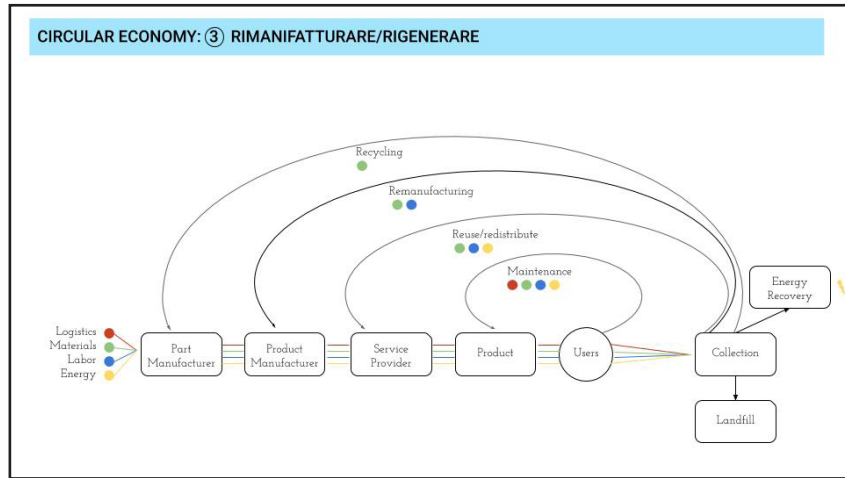 CIRCULAR ECONOMY: ③ RIMANIFATTURARE/RIGENERARE
Recycling
Remanufacturing
Reuse/redistribute
Maintenance
Energy
Recovery
Logistics
Materials
Labor
Energy
Part
Manufacturer
Product
Manufacturer
Service
Provider
Product
Users
Collection
Landfill